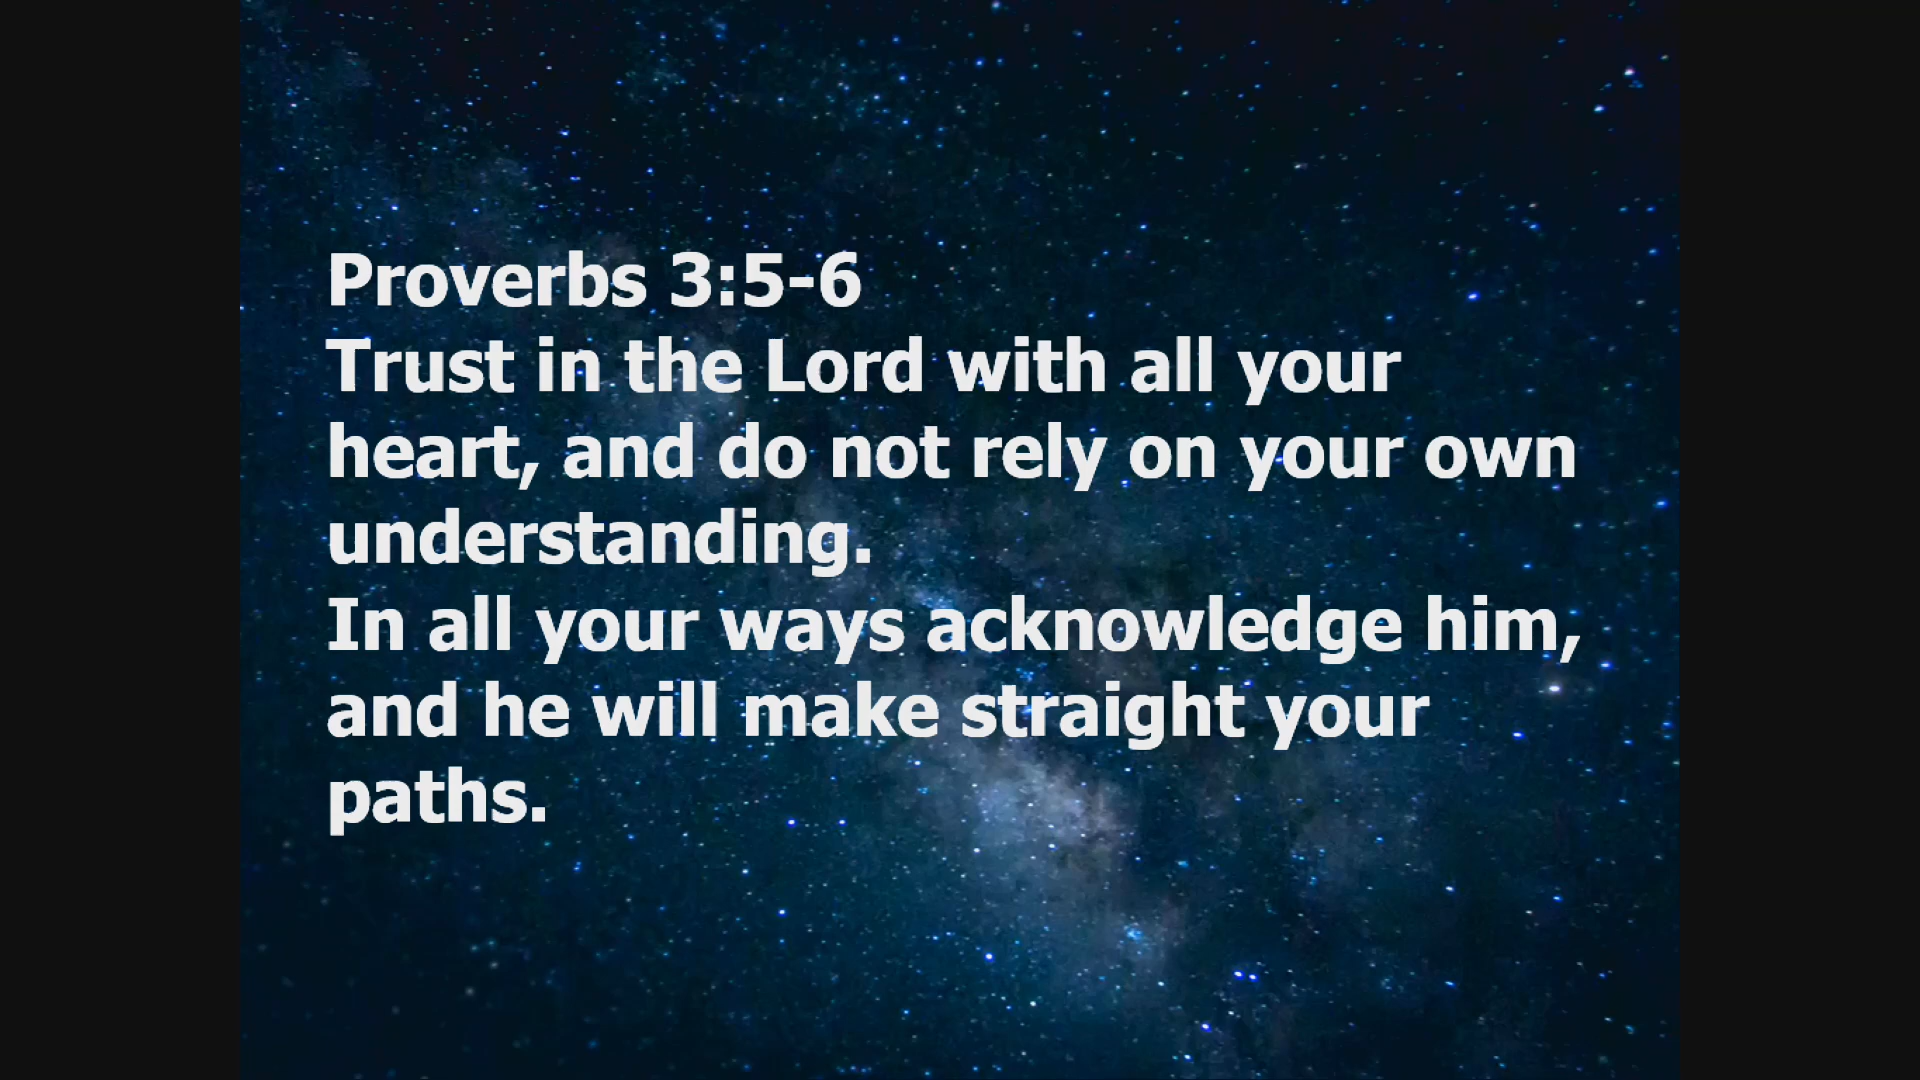 Proverbs 3:5-6
Trust in the Lord with all your
heart, and do not rely on your own
understanding.
In all your ways acknowledge him,
and he will make straight your
paths.